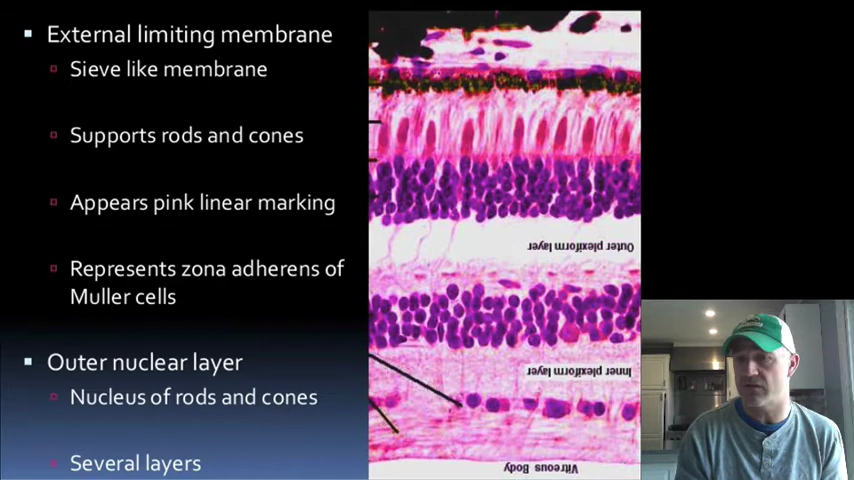 External limiting membrane
Sieve like membrane
Supports rods and cones
Appears pink linear marking
Represents zona adherens of
Muller cells
Outer nuclear layer
Nucleus of rods and cones
Several layers
Outer plexiform layer
Inner plexiform
layer
Vitreous Body